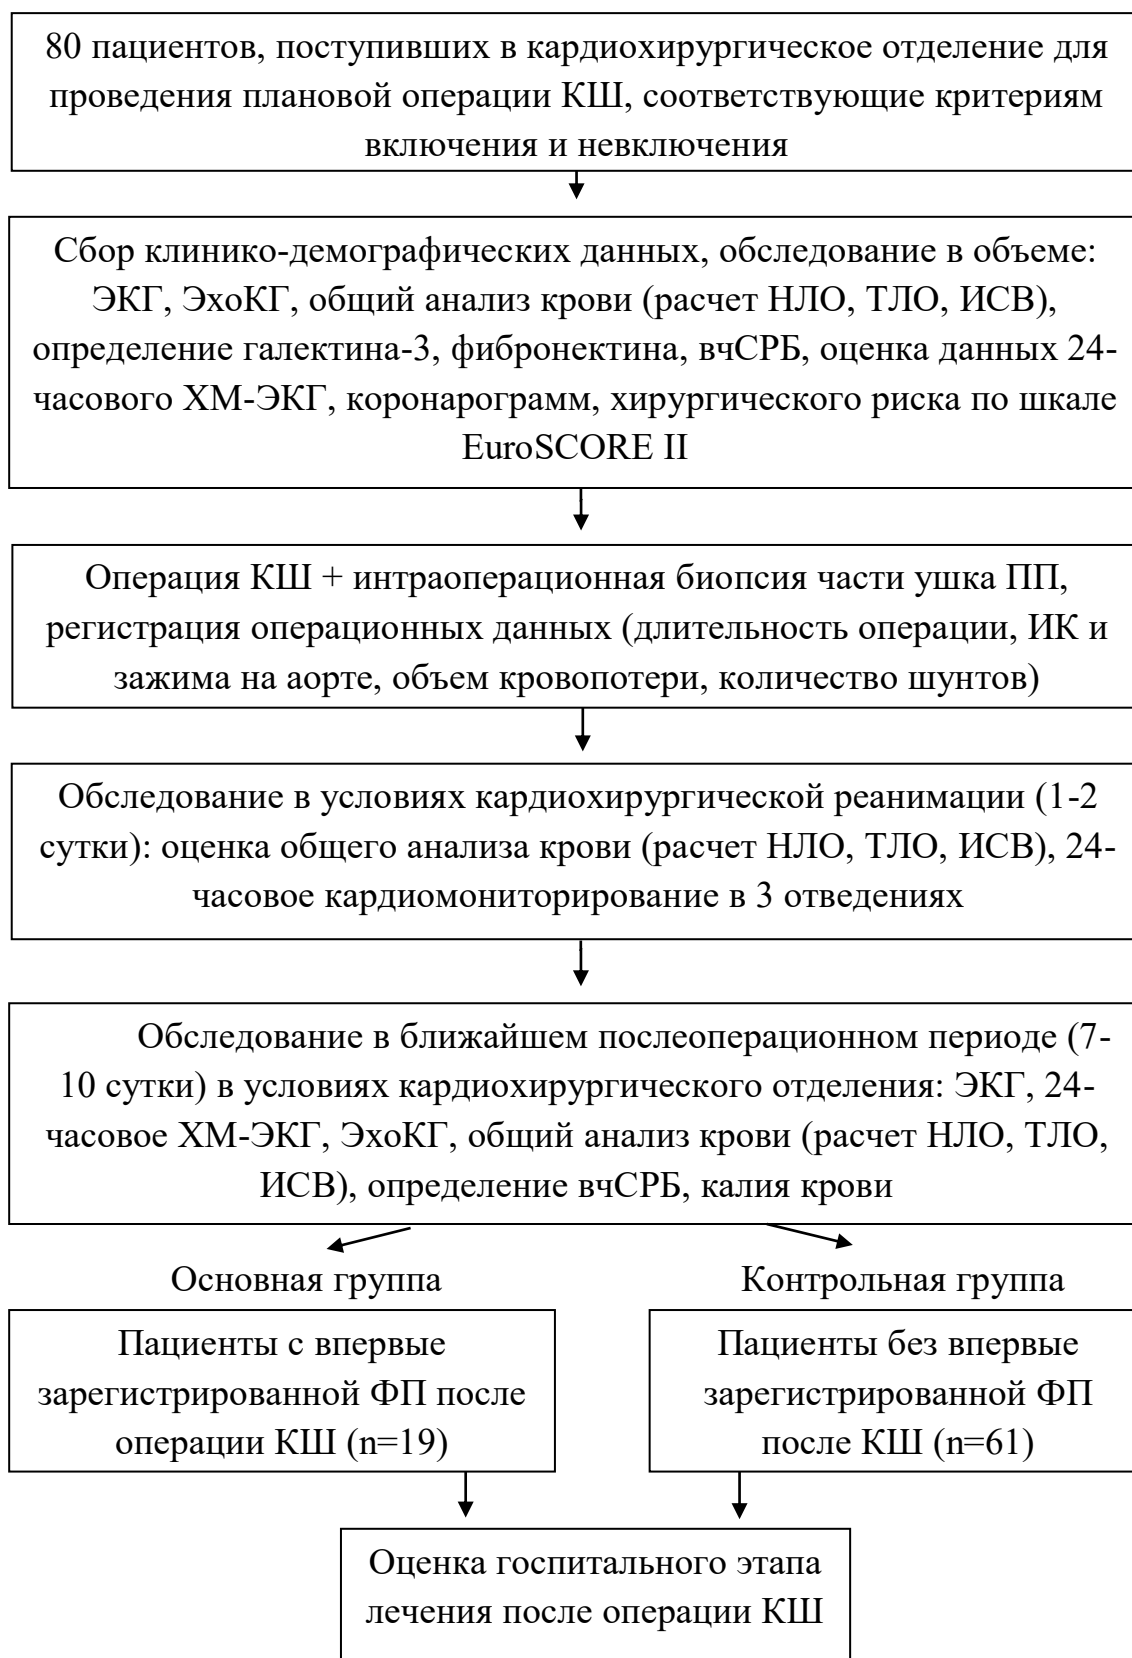 80 пациентов, поступивших в кардиохирургическое отделение для
проведения плановой операции КШ, соответствующие критериям
включения и невключения
Сбор клинико-демографических данных, обследование в объеме:
ЭКГ, ЭхоКГ, общий анализ крови (расчет НЛО, ТЛО, ИСВ),
определение галектина-3, фибронектина, вчСРБ, оценка данных 24-
часового ХМ-ЭКГ, коронарограмм, хирургического риска по шкале
EuroSCORE II
Операция КШ + интраоперационная биопсия части ушка ПП,
регистрация операционных данных (длительность операции, ИК и
зажима на аорте, объем кровопотери, количество шунтов)
Обследование в условиях кардиохирургической реанимации (1-2
сутки): оценка общего анализа крови (расчет НЛО, ТЛО, ИСВ), 24-
часовое кардиомониторирование в 3 отведениях
Обследование в ближайшем послеоперационном периоде (7-
10 сутки) в условиях кардиохирургического отделения: ЭКГ, 24-
часовое ХМ-ЭКГ, ЭхоКГ, общий анализ крови (расчет НЛО, ТЛО,
ИСВ), определение вчСРБ, калия крови
Основная группа
Пациенты с впервые
зарегистрированной ФП после
операции КШ (n=19)
Контрольная группа
Пациенты без впервые
зарегистрированной ФП
после КШ (n=61)
Оценка госпитального этапа
лечения после операции КШ